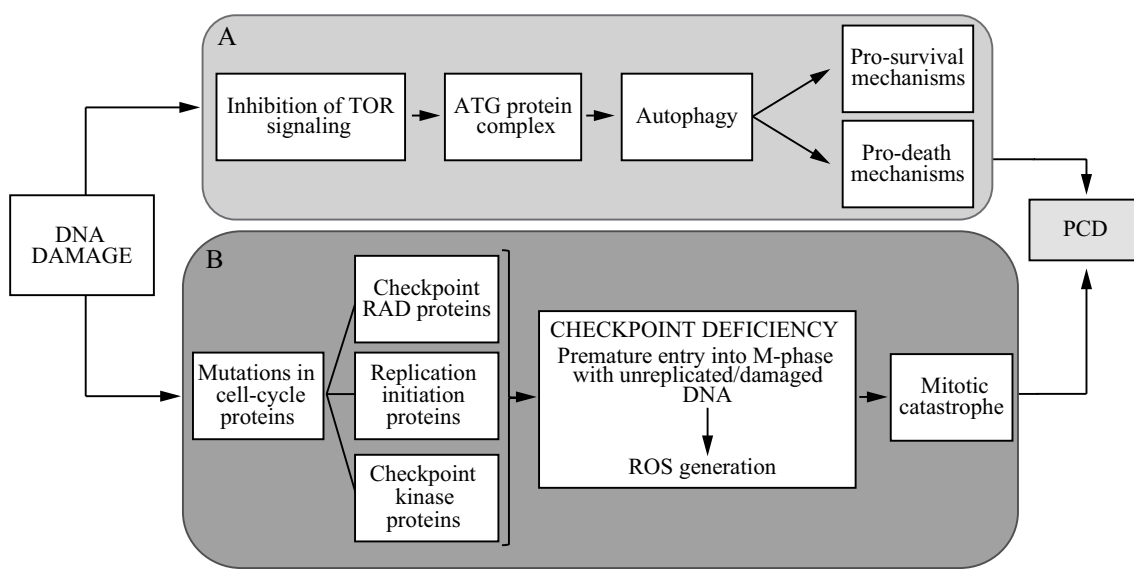 A
Inhibition of TOR
signaling
ATG protein
complex
Autophagy
Pro-survival
mechanisms
Pro-death
mechanisms
DNA
DAMAGE
PCD
B
Mutations in
cell-cycle
proteins
Checkpoint
RAD proteins
Replication
initiation
proteins
Checkpoint
kinase
proteins
CHECKPOINT DEFICIENCY
Premature entry into M-phase
with unreplicated/damaged
DNA
ROS generation
Mitotic
catastrophe